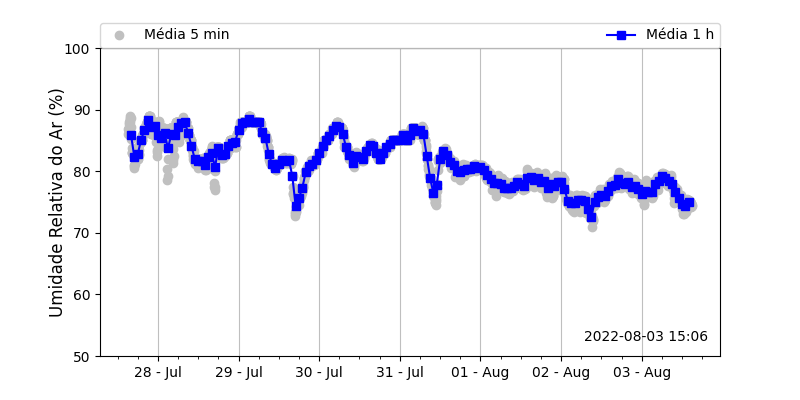 Média 5 min
Média 1 h
Umidade Relativa do Ar (%)
100
90
80
70
60
50
2022-08-03 15:06
28 - Jul
29 - Jul
30 - Jul
31 - Jul
01 - Aug
02 - Aug
03 - Aug